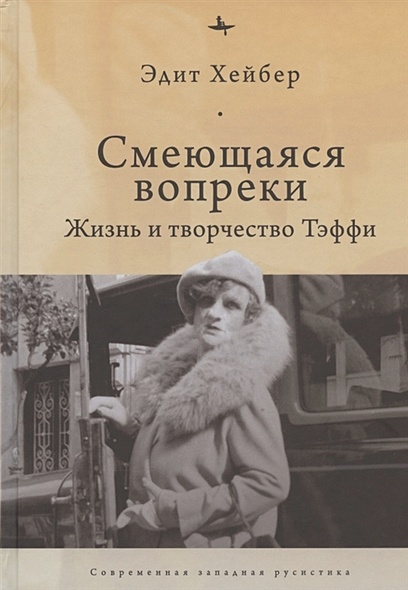 Эдит Хейбер
Смеющаяся
вопреки
Жизнь и творчество Тэффи
Современная западная русистика